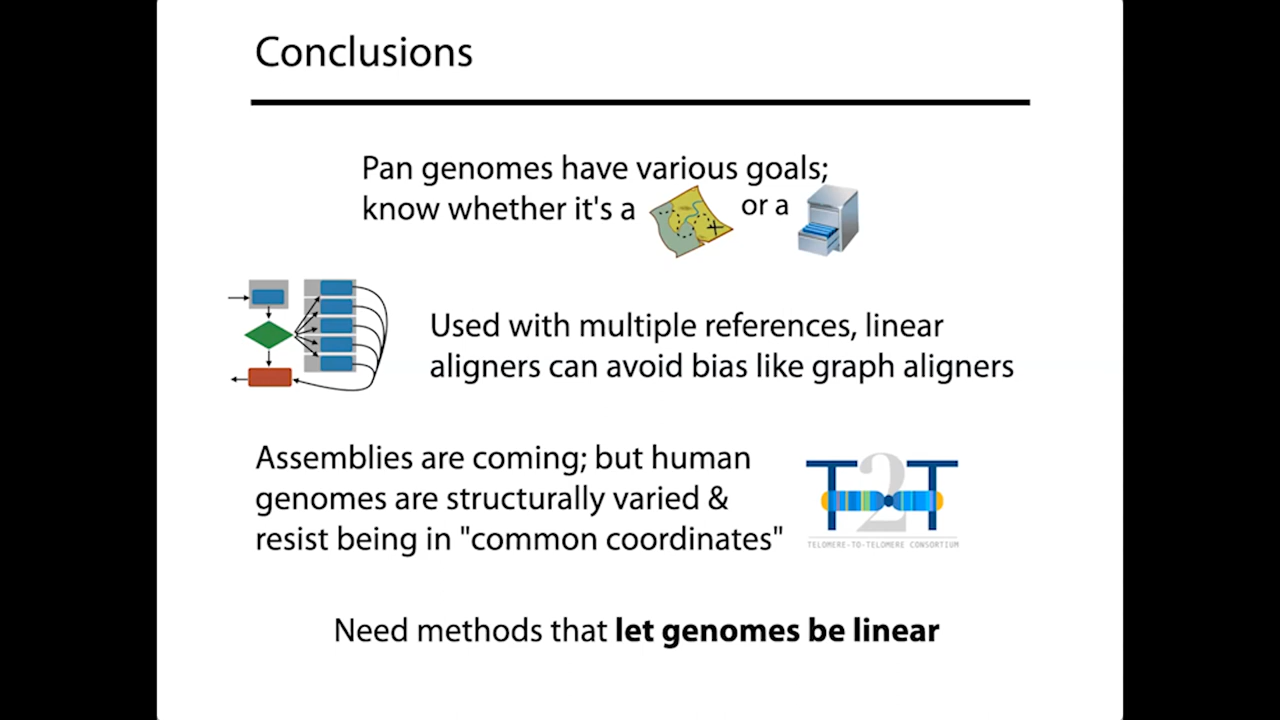 Conclusions
Pan genomes have various goals;
know whether it's a or a
Used with multiple references, linear
aligners can avoid bias like graph aligners
Assemblies are coming; but human
genomes are structurally varied &
resist being in "common coordinates"
T2T
TELOMERE-TO-TELOMERE CONSORTIUM
Need methods that let genomes be linear